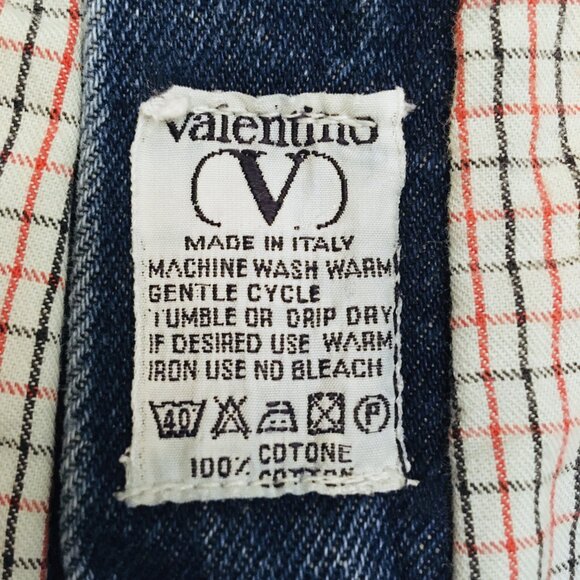 Valentino
V
MADE IN ITALY
MACHINE WASH WARM
GENTLE CYCLE
TUMBLE OR DRIP DRY
IF DESIRED USE WARM
IRON USE NO BLEACH
40 P
100% COTONE
COTTON